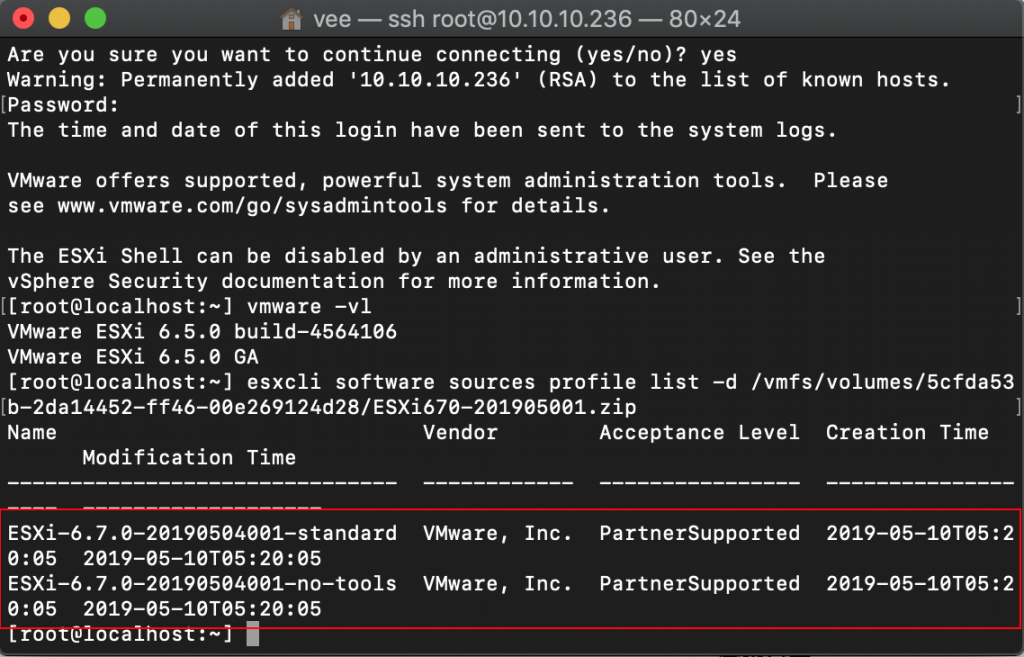 vee — ssh root@10.10.10.236 — 80×24
Are you sure you want to continue connecting (yes/no)? yes
Warning: Permanently added '10.10.10.236' (RSA) to the list of known hosts.
[Password: ]
The time and date of this login have been sent to the system logs.
VMware offers supported, powerful system administration tools.  Please
see www.vmware.com/go/sysadmintools for details.
The ESXi Shell can be disabled by an administrative user. See the
vSphere Security documentation for more information.
[[root@localhost:~] vmware -vl ]
VMware ESXi 6.5.0 build-4564106
VMware ESXi 6.5.0 GA
[root@localhost:~] esxcli software sources profile list -d /vmfs/volumes/5cfda53
[b-2da14452-ff46-00e269124d28/ESXi670-201905001.zip ]
Name                             Vendor        Acceptance Level  Creation Time
      Modification Time
-------------------------------  ------------  ----------------  ---------------
----  -------------------
ESXi-6.7.0-20190504001-standard  VMware, Inc.  PartnerSupported  2019-05-10T05:2
0:05  2019-05-10T05:20:05
ESXi-6.7.0-20190504001-no-tools  VMware, Inc.  PartnerSupported  2019-05-10T05:2
0:05  2019-05-10T05:20:05
[root@localhost:~]